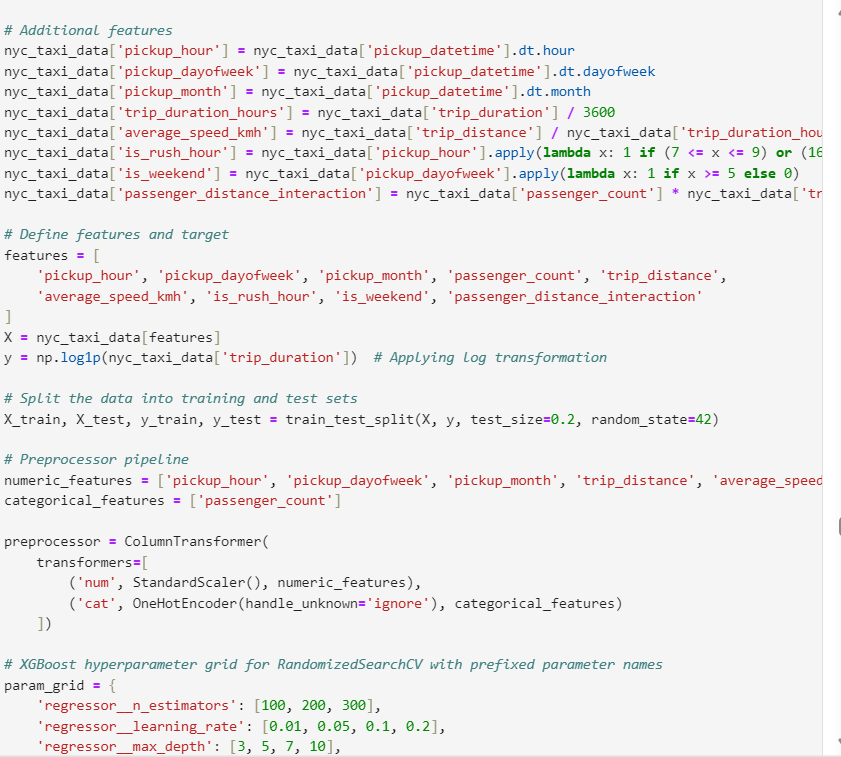 # Additional features
nyc_taxi_data['pickup_hour'] = nyc_taxi_data['pickup_datetime'].dt.hour
nyc_taxi_data['pickup_dayofweek'] = nyc_taxi_data['pickup_datetime'].dt.dayofweek
nyc_taxi_data['pickup_month'] = nyc_taxi_data['pickup_datetime'].dt.month
nyc_taxi_data['trip_duration_hours'] = nyc_taxi_data['trip_duration'] / 3600
nyc_taxi_data['average_speed_kmh'] = nyc_taxi_data['trip_distance'] / nyc_taxi_data['trip_duration_hou
nyc_taxi_data['is_rush_hour'] = nyc_taxi_data['pickup_hour'].apply(lambda x: 1 if (7 <= x <= 9) or (16
nyc_taxi_data['is_weekend'] = nyc_taxi_data['pickup_dayofweek'].apply(lambda x: 1 if x >= 5 else 0)
nyc_taxi_data['passenger_distance_interaction'] = nyc_taxi_data['passenger_count'] * nyc_taxi_data['tr
# Define features and target
features = [
    'pickup_hour', 'pickup_dayofweek', 'pickup_month', 'passenger_count', 'trip_distance',
    'average_speed_kmh', 'is_rush_hour', 'is_weekend', 'passenger_distance_interaction'
]
X = nyc_taxi_data[features]
y = np.log1p(nyc_taxi_data['trip_duration'])  # Applying log transformation
# Split the data into training and test sets
X_train, X_test, y_train, y_test = train_test_split(X, y, test_size=0.2, random_state=42)
# Preprocessor pipeline
numeric_features = ['pickup_hour', 'pickup_dayofweek', 'pickup_month', 'trip_distance', 'average_speed
categorical_features = ['passenger_count']
preprocessor = ColumnTransformer(
    transformers=[
        ('num', StandardScaler(), numeric_features),
        ('cat', OneHotEncoder(handle_unknown='ignore'), categorical_features)
    ])
# XGBoost hyperparameter grid for RandomizedSearchCV with prefixed parameter names
param_grid = {
    'regressor__n_estimators': [100, 200, 300],
    'regressor__learning_rate': [0.01, 0.05, 0.1, 0.2],
    'regressor__max_depth': [3, 5, 7, 10],